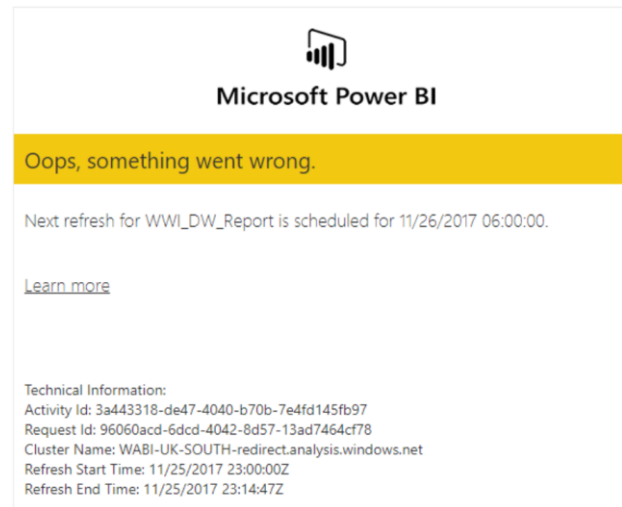 Microsoft Power BI
Oops, something went wrong.
Next refresh for WWI_DW_Report is scheduled for 11/26/2017 06:00:00.
Learn more
Technical Information:
Activity Id: 3a443318-de47-4040-b70b-7e4fd145fb97
Request Id: 96060acd-6dcd-4042-8d57-13ad7464cf78
Cluster Name: WABI-UK-SOUTH-redirect.analysis.windows.net
Refresh Start Time: 11/25/2017 23:00:00Z
Refresh End Time: 11/25/2017 23:14:47Z